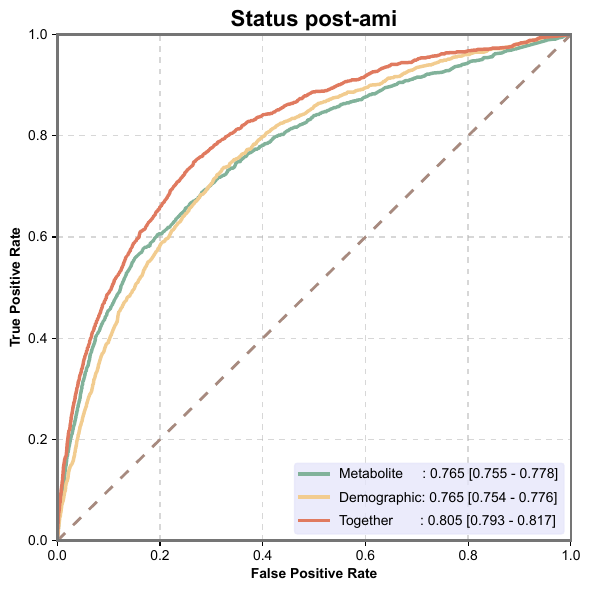 Status post-ami
1.0
0.8
0.6
0.4
0.2
0.0
True Positive Rate
Metabolite : 0.765 [0.755 - 0.778]
Demographic: 0.765 [0.754 - 0.776]
Together : 0.805 [0.793 - 0.817]
0.0 0.2 0.4 0.6 0.8 1.0
False Positive Rate